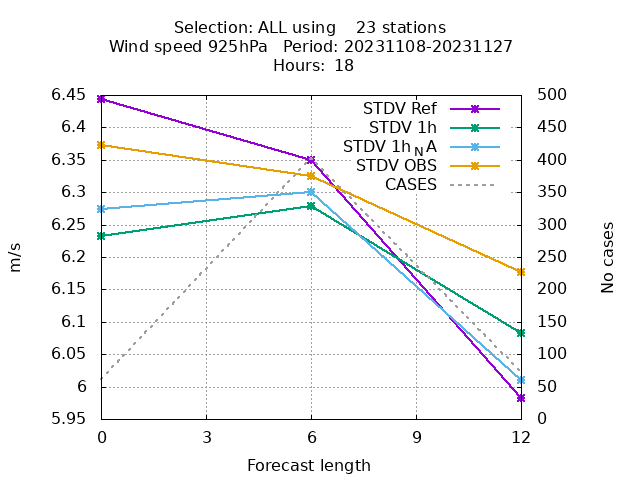 Selection: ALL using    23 stations
Wind speed 925hPa   Period: 20231108-20231127
Hours:  18
6.45
6.4
6.35
6.3
6.25
6.2
6.15
6.1
6.05
6
5.95
m/s
STDV Ref
STDV 1h
STDV 1h_N A
STDV OBS
CASES
500
450
400
350
300
250
200
150
100
50
0
No cases
0 3 6 9 12
Forecast length